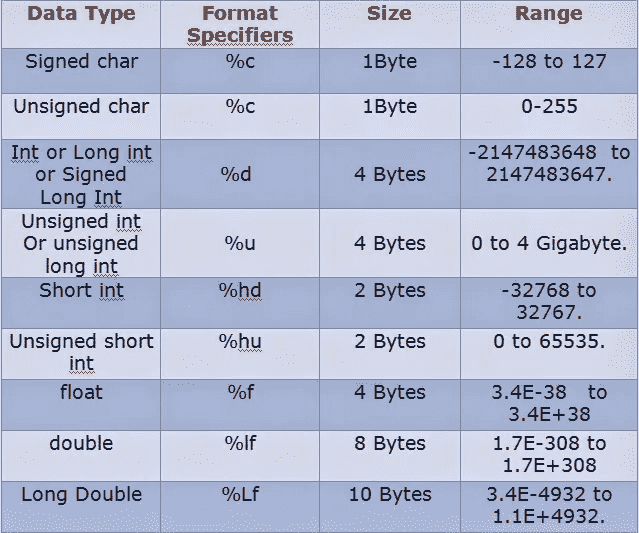 Data Type Format Specifiers Size Range
Signed char %c 1Byte -128 to 127
Unsigned char %c 1Byte 0-255
Int or Long int or Signed Long Int %d 4 Bytes -2147483648 to 2147483647.
Unsigned int Or unsigned long int %u 4 Bytes 0 to 4 Gigabyte.
Short int %hd 2 Bytes -32768 to 32767.
Unsigned short int %hu 2 Bytes 0 to 65535.
float %f 4 Bytes 3.4E-38 to 3.4E+38
double %lf 8 Bytes 1.7E-308 to 1.7E+308
Long Double %Lf 10 Bytes 3.4E-4932 to 1.1E+4932.